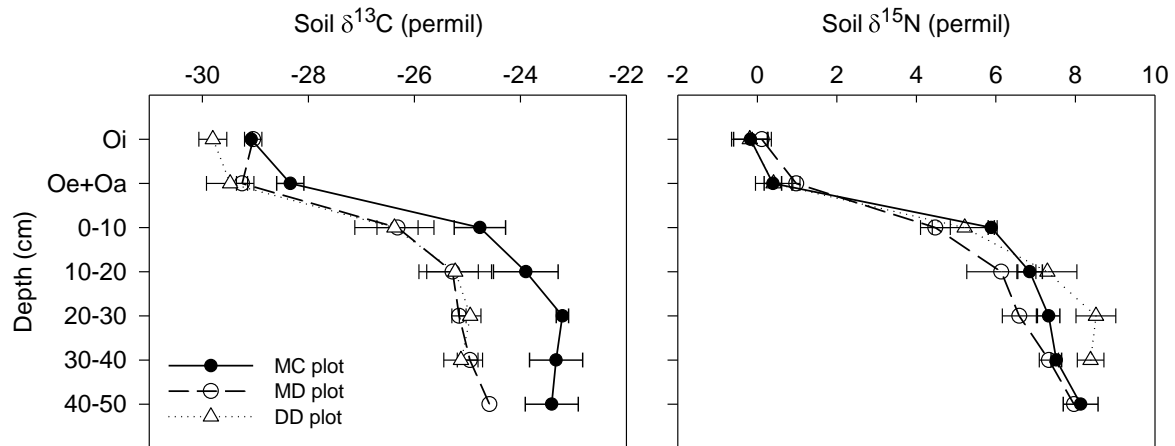 Soil δ13C (permil)
Soil δ15N (permil)
-30 -28 -26 -24 -22
-2 0 2 4 6 8 10
Depth (cm)
Oi
Oe+Oa
0-10
10-20
20-30
30-40
40-50
MC plot
MD plot
DD plot